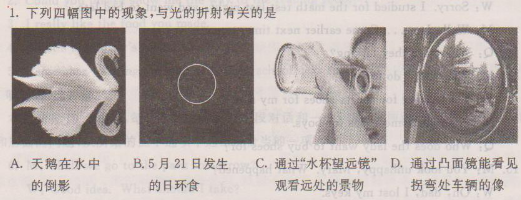 1. 下列四幅图中的现象,与光的折射有关的是
A. 天鹅在水中的倒影
B. 5月21日发生的日环食
C. 通过“水杯望远镜”观看远处的景物
D. 通过凸面镜能看见拐弯处车辆的像